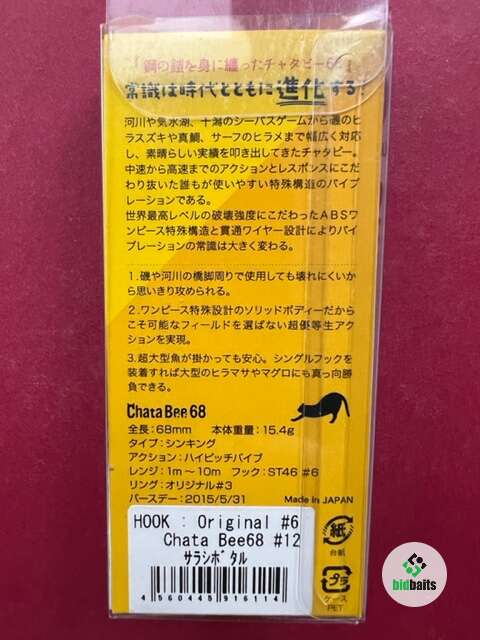 「鋼の鎧を身に纏ったチャタビー68」
常識は時代とともに進化する！
河川や気水湖、干潟のシーバスゲームから磯のヒ
ラスズキや真鯛、サーフのヒラメまで幅広く対応
し、素晴らしい実績を叩き出してきたチャタビー。
中速から高速までのアクションとレスポンスにこだ
わり抜いた誰もが使いやすい特殊構造のバイブ
レーションである。
世界最高レベルの破壊強度にこだわったABSワ
ンピース特殊構造と貫通ワイヤー設計によりバイ
ブレーションの常識は大きく変わる。
1.磯や河川の橋脚周りで使用しても壊れにくいか
ら思いきり攻められる。
2.ワンピース特殊設計のソリッドボディーだから
こそ可能なフィールドを選ばない超優等生アク
ションを実現。
3.超大型魚が掛かっても安心。シングルフックを
装着すれば大型のヒラマサやマグロにも真っ向勝
負できる。
Chata Bee 68
全長：68mm 本体重量：15.4g
タイプ：シンキング
アクション：ハイピッチバイブ
レンジ：1m～10m フック：ST46 #6
リング：オリジナル#3
バースデー：2015/5/31
Made in JAPAN
HOOK : Original #6
Chata Bee68 #12
ｻﾗｼﾎﾞﾀﾙ
4560445916114
紙
台紙
プラ
ケース
PET
bidbaits